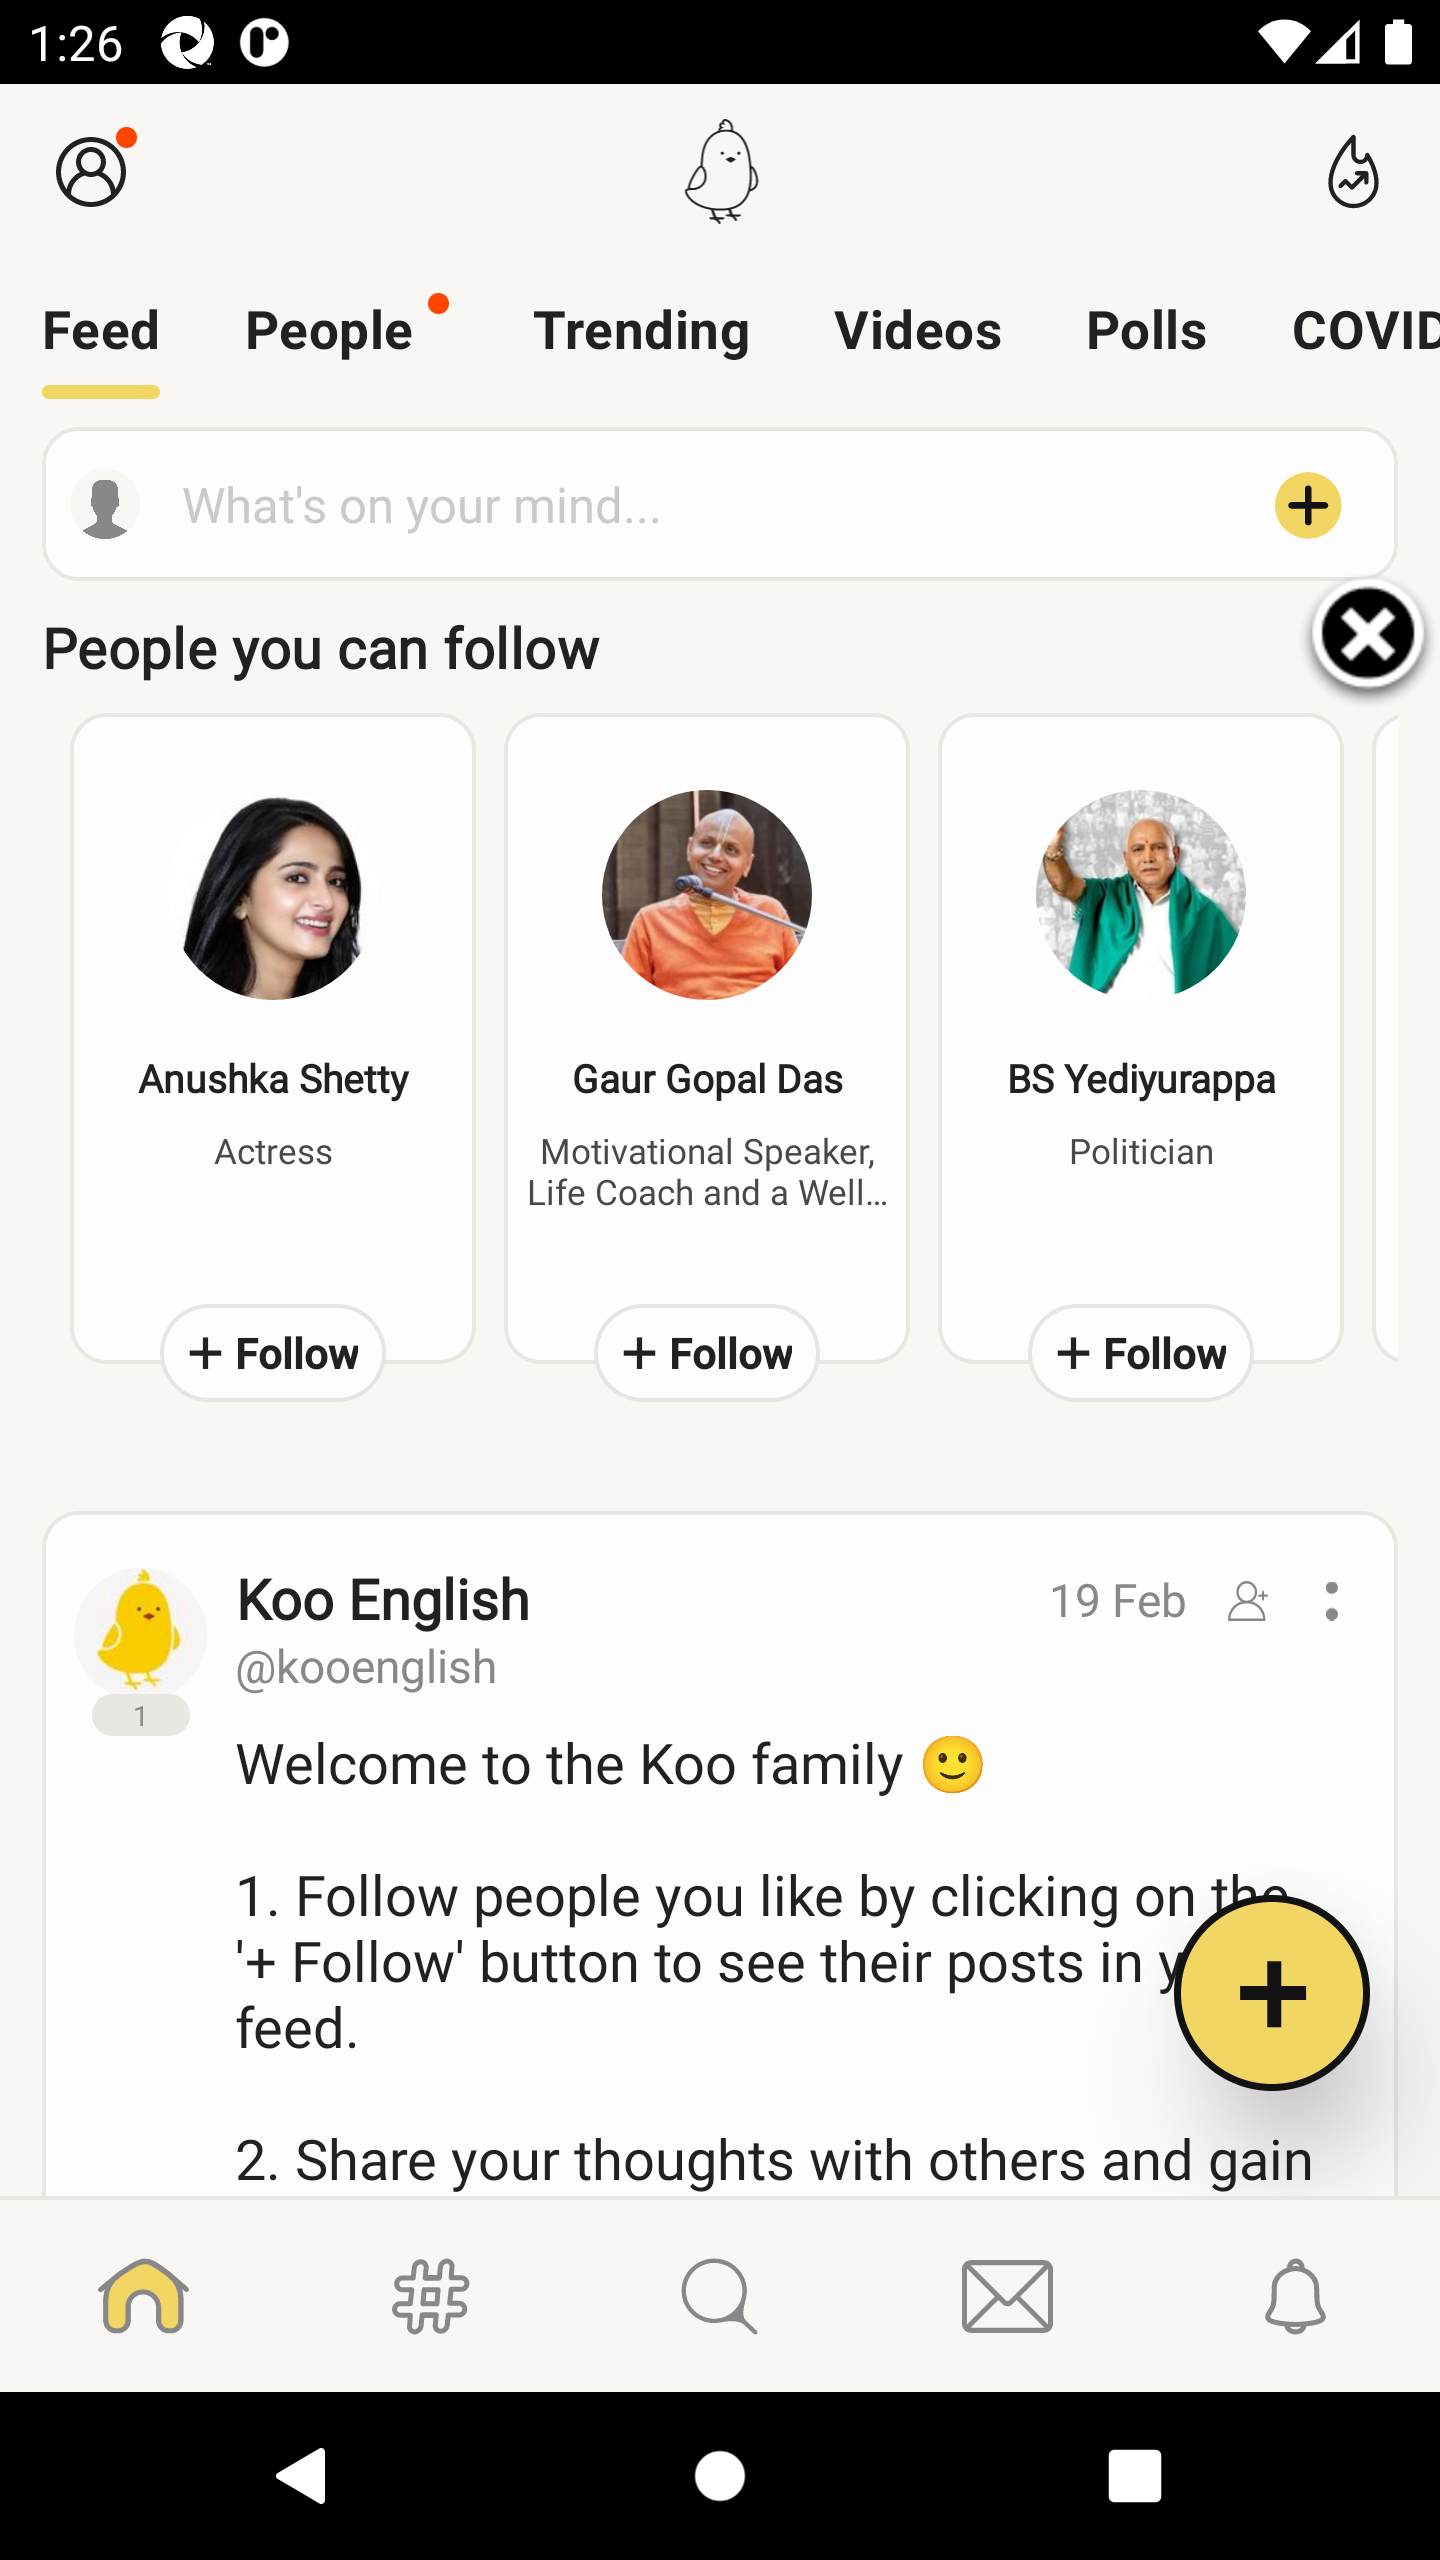 1:26
Feed People Trending Videos Polls COVID
What's on your mind...
People you can follow
Anushka Shetty
Actress
+ Follow
Gaur Gopal Das
Motivational Speaker,
Life Coach and a Well...
+ Follow
BS Yediyurappa
Politician
+ Follow
Koo English
19 Feb
@kooenglish
1
Welcome to the Koo family 🙂
1. Follow people you like by clicking on the
'+ Follow' button to see their posts in
feed.
2. Share your thoughts with others and gain